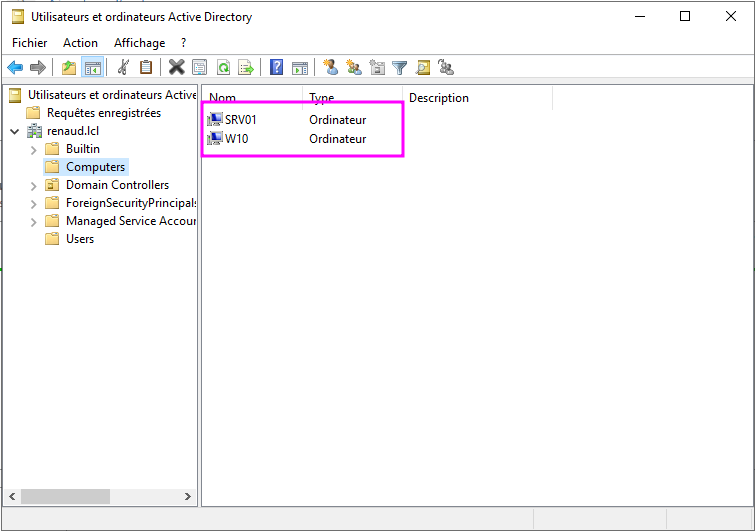 Utilisateurs et ordinateurs Active Directory
Fichier Action Affichage ?
Utilisateurs et ordinateurs Active
Requêtes enregistrées
renaud.lcl
Builtin
Computers
Domain Controllers
ForeignSecurityPrincipals
Managed Service Accour
Users
Nom Type Description
SRV01 Ordinateur
W10 Ordinateur